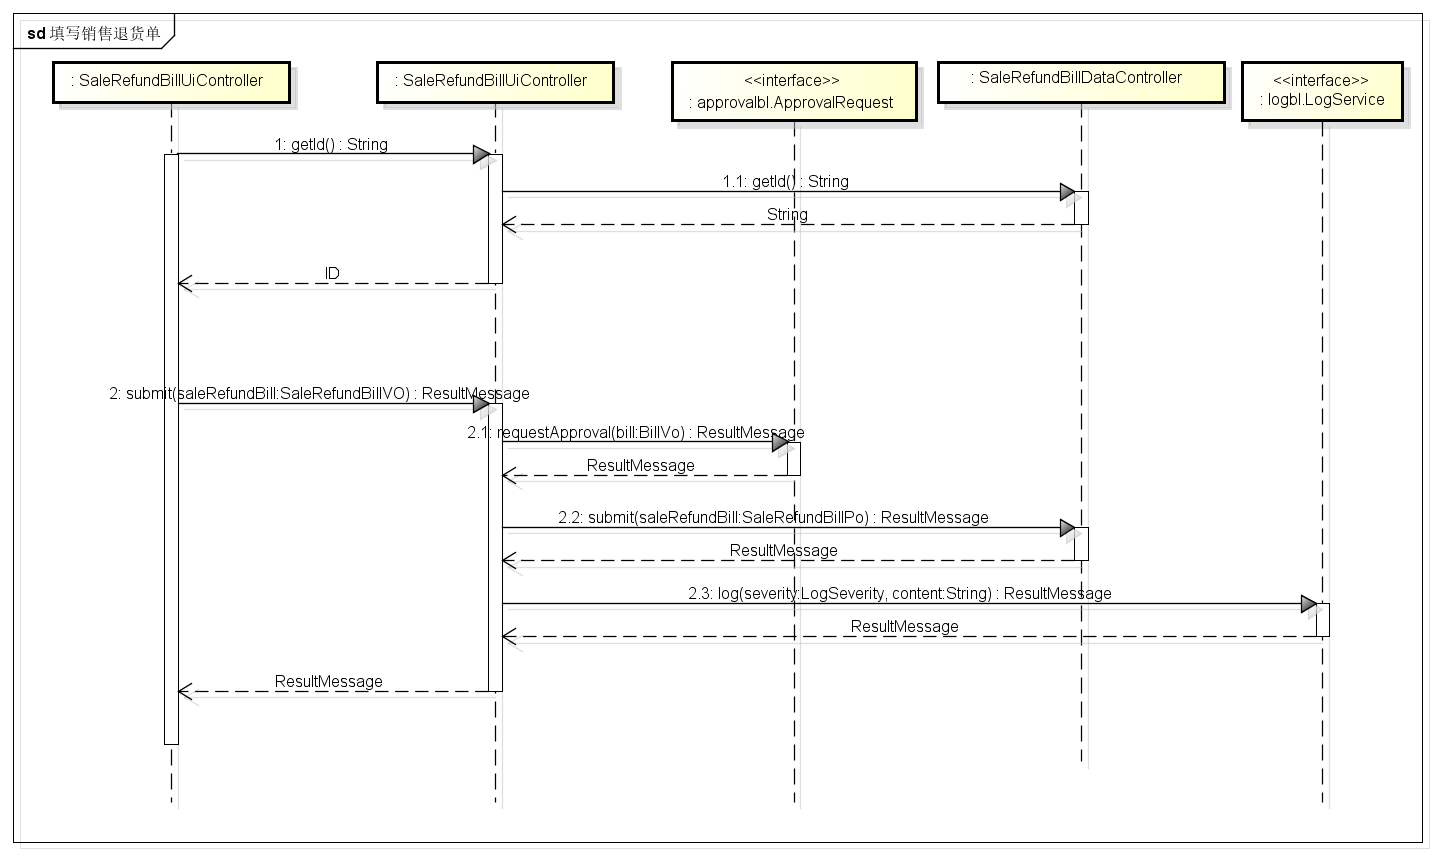 sd 填写销售退货单
: SaleRefundBillUiController
: SaleRefundBillUiController
<<interface>>
: approvalbl.ApprovalRequest
: SaleRefundBillDataController
<<interface>>
: logbl.LogService
1: getId() : String
1.1: getId() : String
String
ID
2: submit(saleRefundBill:SaleRefundBillVO) : ResultMessage
2.1: requestApproval(bill:BillVo) : ResultMessage
ResultMessage
2.2: submit(saleRefundBill:SaleRefundBillPo) : ResultMessage
ResultMessage
2.3: log(severity:LogSeverity, content:String) : ResultMessage
ResultMessage
ResultMessage